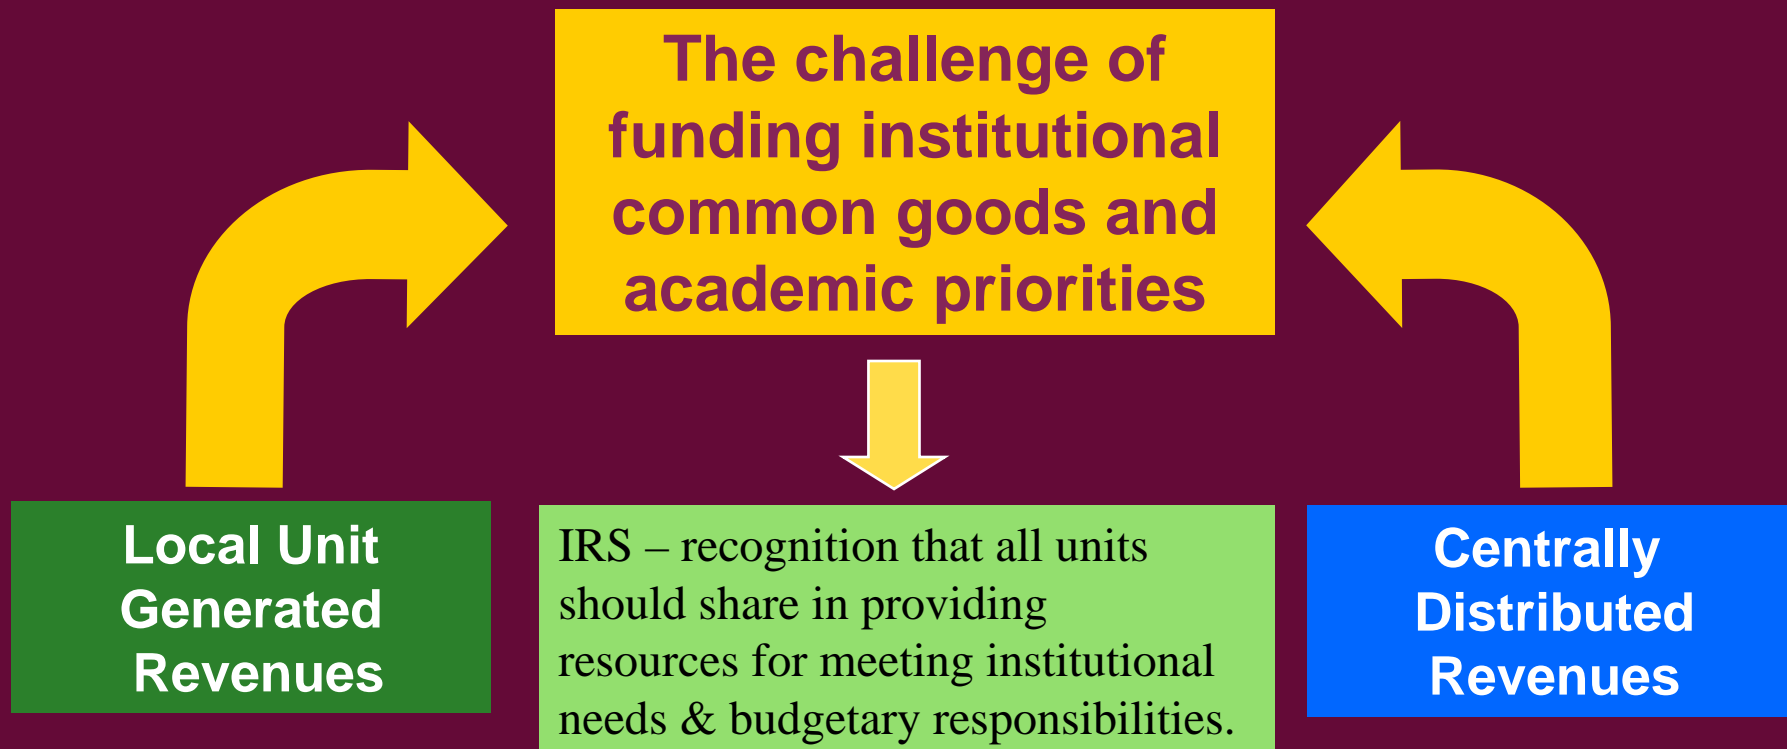 The challenge of
funding institutional
common goods and
academic priorities
Local Unit
Generated
Revenues
IRS – recognition that all units
should share in providing
resources for meeting institutional
needs & budgetary responsibilities.
Centrally
Distributed
Revenues